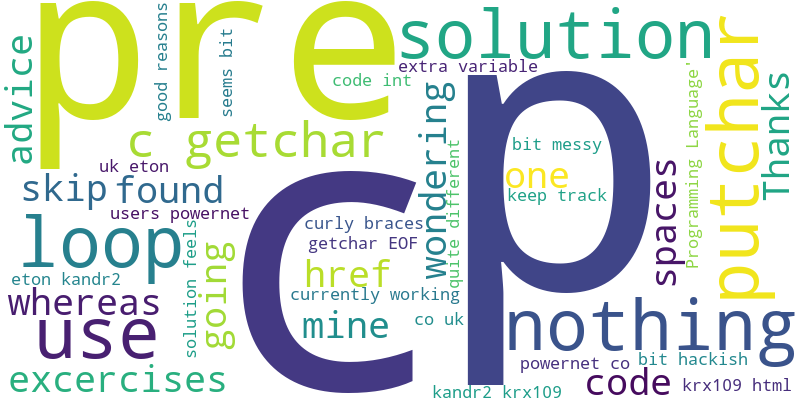 pre
c
p
solution
putchar
nothing
loop
use
c getchar
advice
good reasons
seems bit
code int
extra variable
wondering
quite different
bit messy
one
keep track
spaces
Programming Language'
Thanks
uk eton
skip
found
users powernet
curly braces
getchar EOF
href
currently working
solution feels
going
eton kandr2
whereas
mine
co uk
excercises
powernet co
bit hackish
code
krx109 html
kandr2 krx109